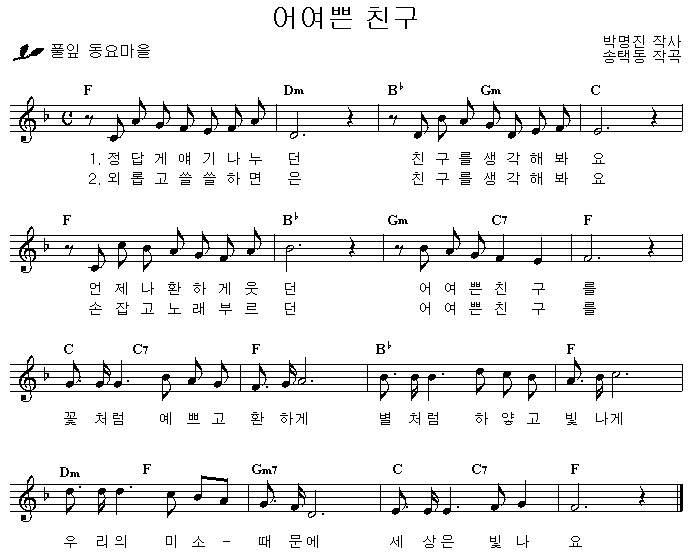 어여쁜 친구
풀잎 동요마을
박명진 작사
송택동 작곡
F Dm B♭ Gm C
1. 정 답 게 얘 기 나 누 던 친 구 를 생 각 해 봐 요
2. 외 롭 고 쓸 쓸 하 면 은 친 구 를 생 각 해 봐 요
F B♭ Gm C7 F
언 제 나 환 하 게 웃 던 어 여 쁜 친 구 를
손 잡 고 노 래 부 르 던 어 여 쁜 친 구 를
C C7 F B♭ F
꽃 처럼 예 쁘 고 환 하게 별 처럼 하 얗 고 빛 나게
Dm F Gm7 C C7 F
우 리의 미 소 - 때 문에 세 상은 빛 나 요